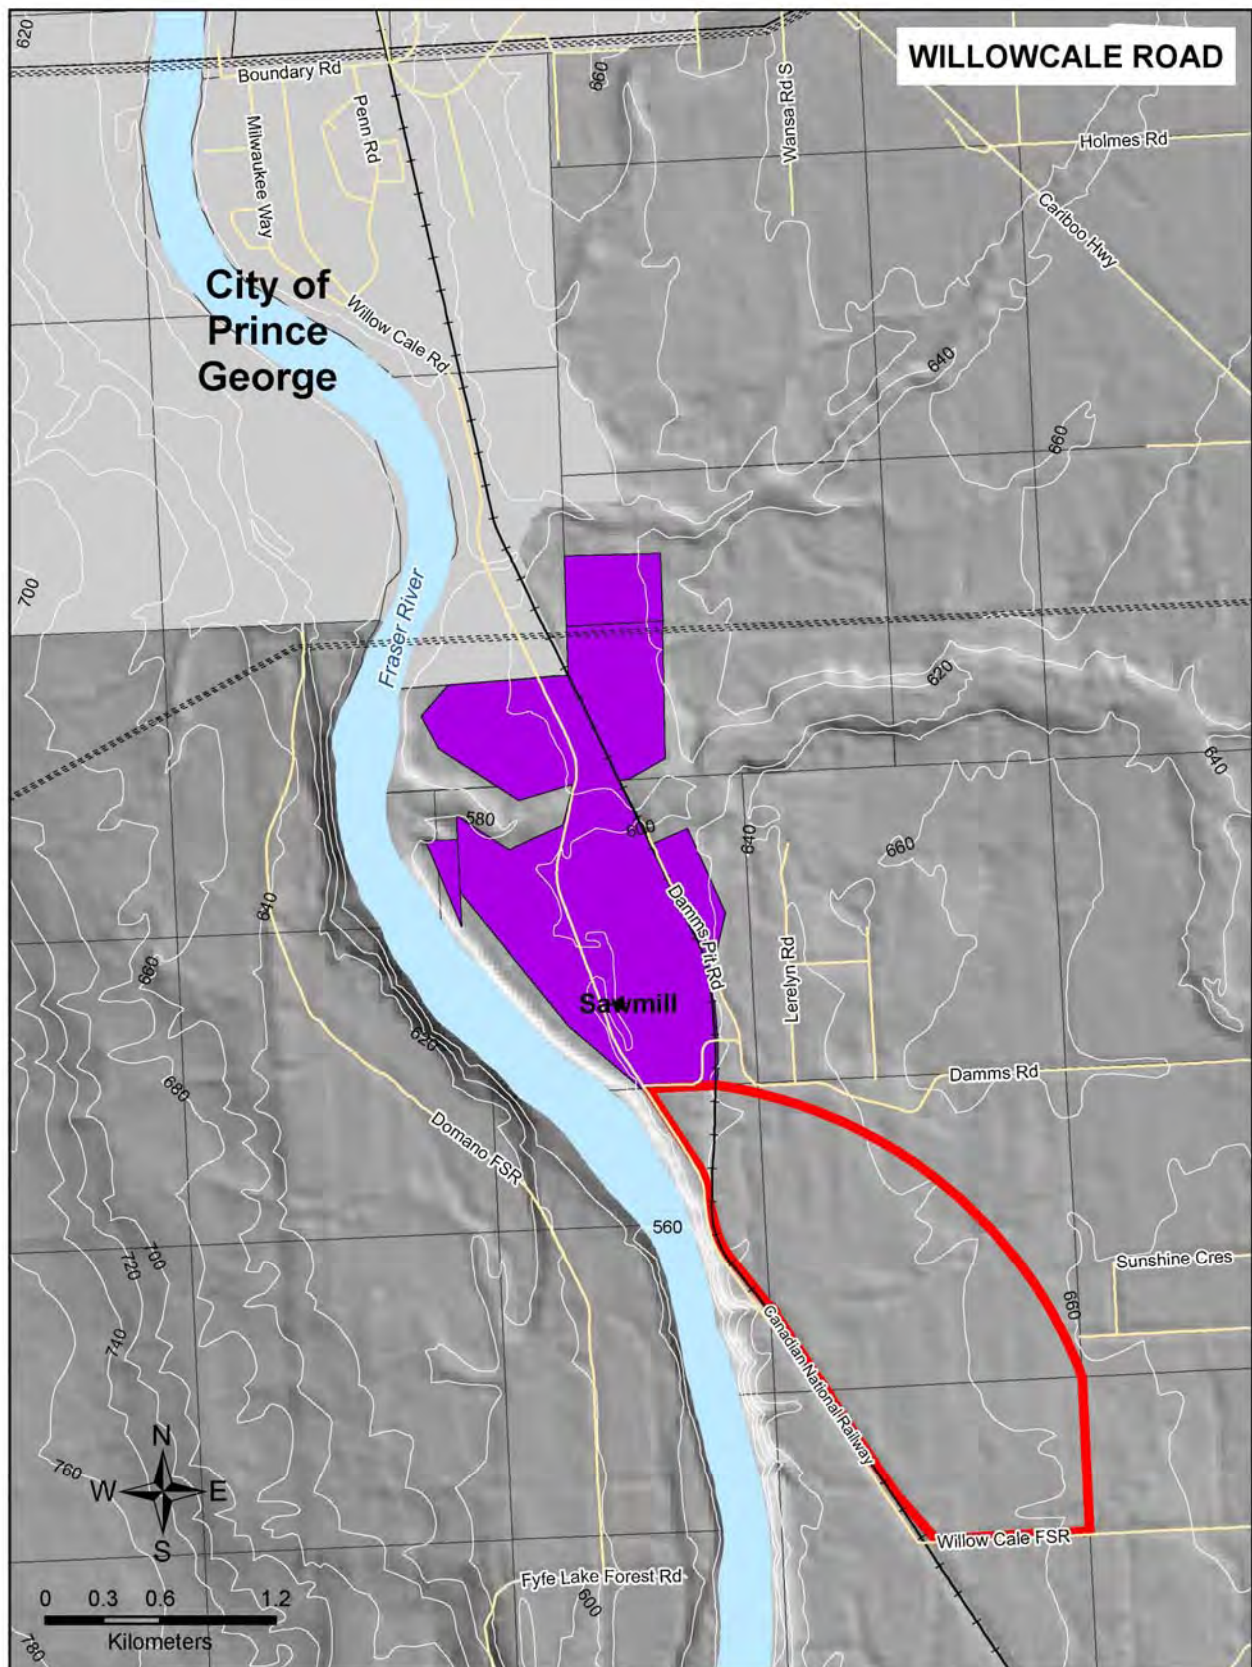 620
WILLOWCALE ROAD
Boundary Rd
660
Penn Rd
Milwaukee Way
Wansa Rd S
Holmes Rd
Cariboo Hwy
City of
Prince
George
Willow Cale Rd.
640
660
700
Fraser River
620
640
580
600
640
660
640
Damms Pit Rd
Lerelyn Rd
660
620
Sawmill
680
Damms Rd
Domano FSR
560
700
720
Sunshine Cres
660
740
Canadian National Railway
760
N
W
E
S
Willow Cale FSR
Fyfe Lake Forest Rd
600
0 0.3 0.6 1.2
Kilometers
780